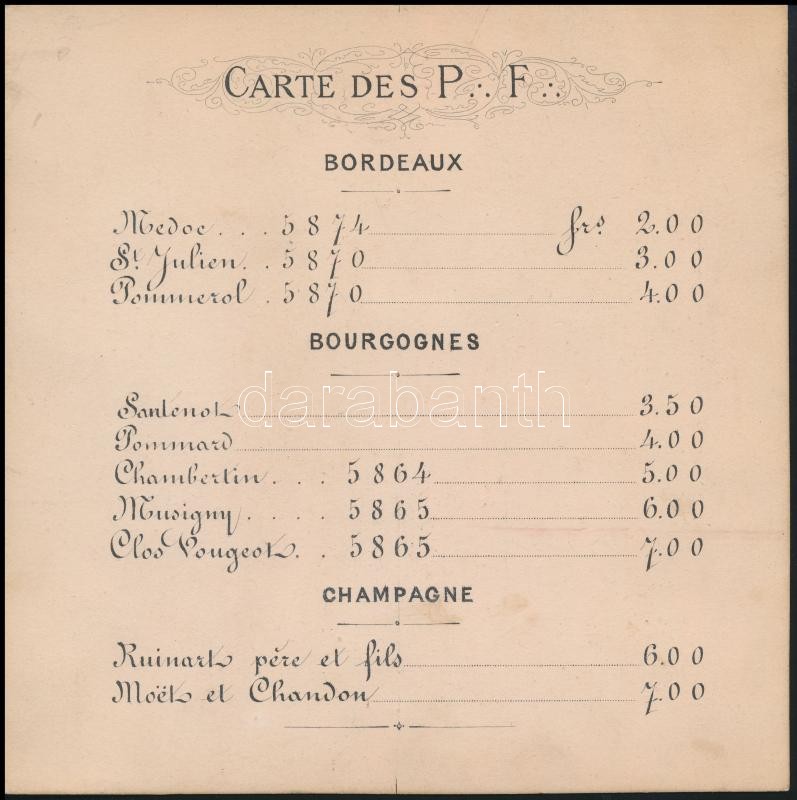 CARTE DES P∴ F∴
BORDEAUX
Medoc . . . 5874 frs 2.00
St. Julien . . 5870 3.00
Pommerol . 5870 4.00
BOURGOGNES
Santenot 3.50
Pommard 4.00
Chambertin . . . 5864 5.00
Musigny . . . . 5865 6.00
Clos Vougeot . . 5865 7.00
CHAMPAGNE
Ruinart père et fils 6.00
Moët et Chandon 7.00
darabanth